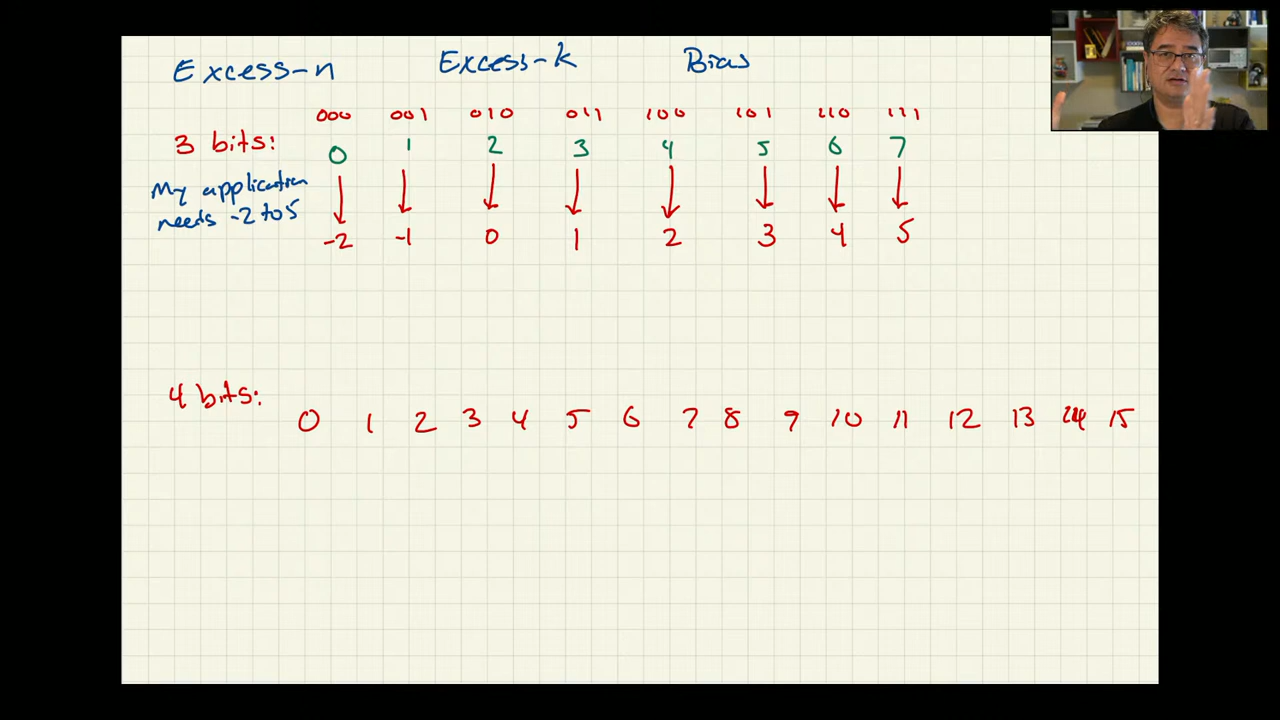 Excess-n Excess-k Bias
000 001 010 011 100 101 110 111
3 bits: 0 1 2 3 4 5 6 7
My application
needs -2 to 5
-2 -1 0 1 2 3 4 5
4 bits:
0 1 2 3 4 5 6 7 8 9 10 11 12 13 14 15